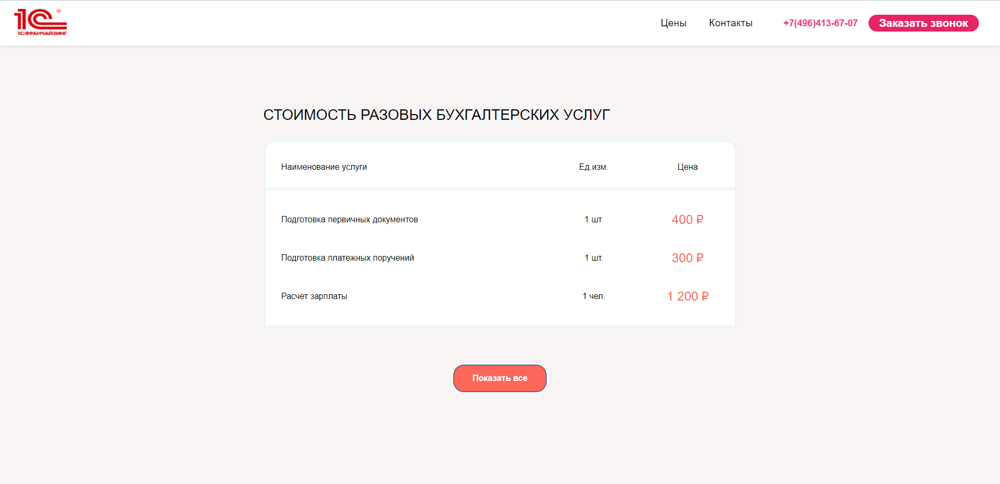 1С ®
1С:ФРАНЧАЙЗИНГ
Цены Контакты +7(496)413-67-07 Заказать звонок
СТОИМОСТЬ РАЗОВЫХ БУХГАЛТЕРСКИХ УСЛУГ
Наименование услуги Ед.изм. Цена
Подготовка первичных документов 1 шт. 400 ₽
Подготовка платежных поручений 1 шт. 300 ₽
Расчет зарплаты 1 чел. 1 200 ₽
Показать все